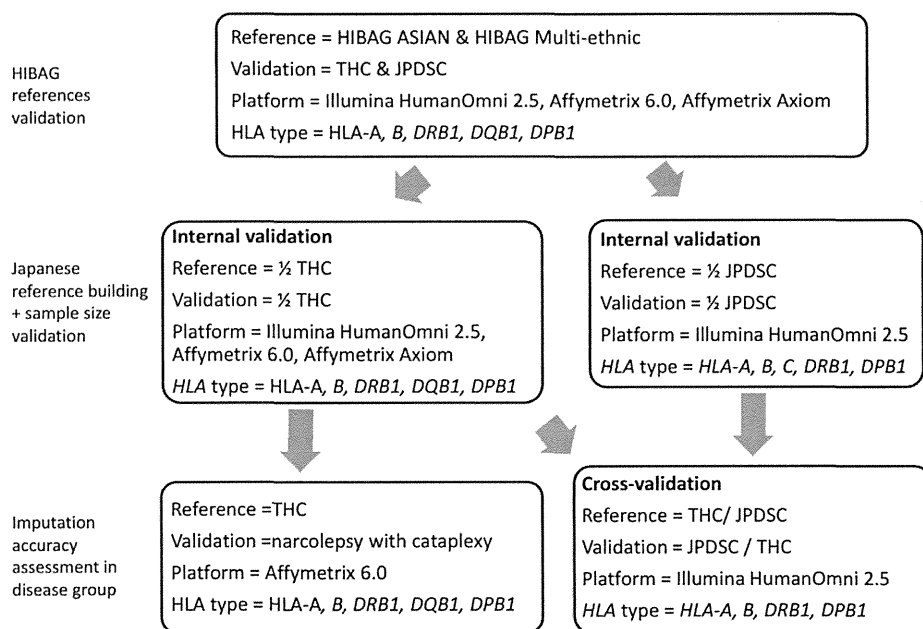 HIBAG
references
validation
Reference = HIBAG ASIAN & HIBAG Multi-ethnic
Validation = THC & JPDSC
Platform = Illumina HumanOmni 2.5, Affymetrix 6.0, Affymetrix Axiom
HLA type = HLA-A, B, DRB1, DQB1, DPB1
Japanese
reference building
+ sample size
validation
Internal validation
Reference = ½ THC
Validation = ½ THC
Platform = Illumina HumanOmni 2.5,
Affymetrix 6.0, Affymetrix Axiom
HLA type = HLA-A, B, DRB1, DQB1, DPB1
Internal validation
Reference = ½ JPDSC
Validation = ½ JPDSC
Platform = Illumina HumanOmni 2.5
HLA type = HLA-A, B, C, DRB1, DPB1
Imputation
accuracy
assessment in
disease group
Reference =THC
Validation =narcolepsy with cataplexy
Platform = Affymetrix 6.0
HLA type = HLA-A, B, DRB1, DQB1, DPB1
Cross-validation
Reference = THC/ JPDSC
Validation = JPDSC / THC
Platform = Illumina HumanOmni 2.5
HLA type = HLA-A, B, DRB1, DPB1